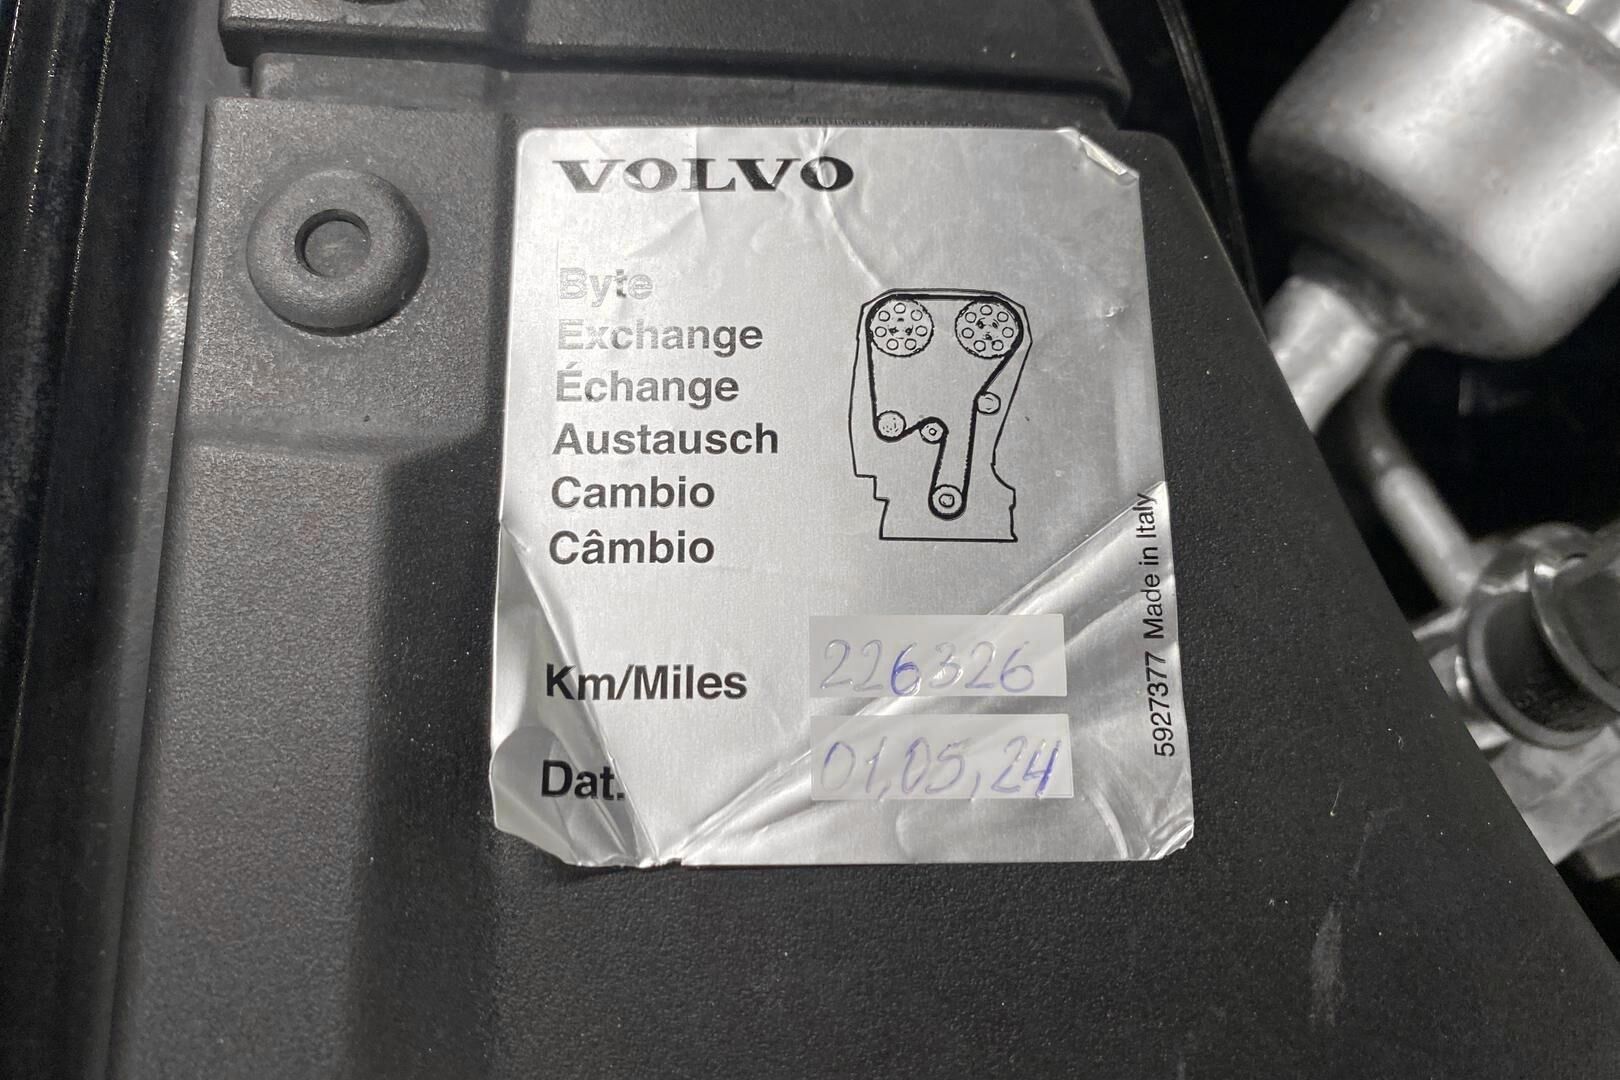 VOLVO
Byte
Exchange
Échange
Austausch
Cambio
Câmbio
Km/Miles 226326
Dat. 01,05,24
5927377 Made in Italy